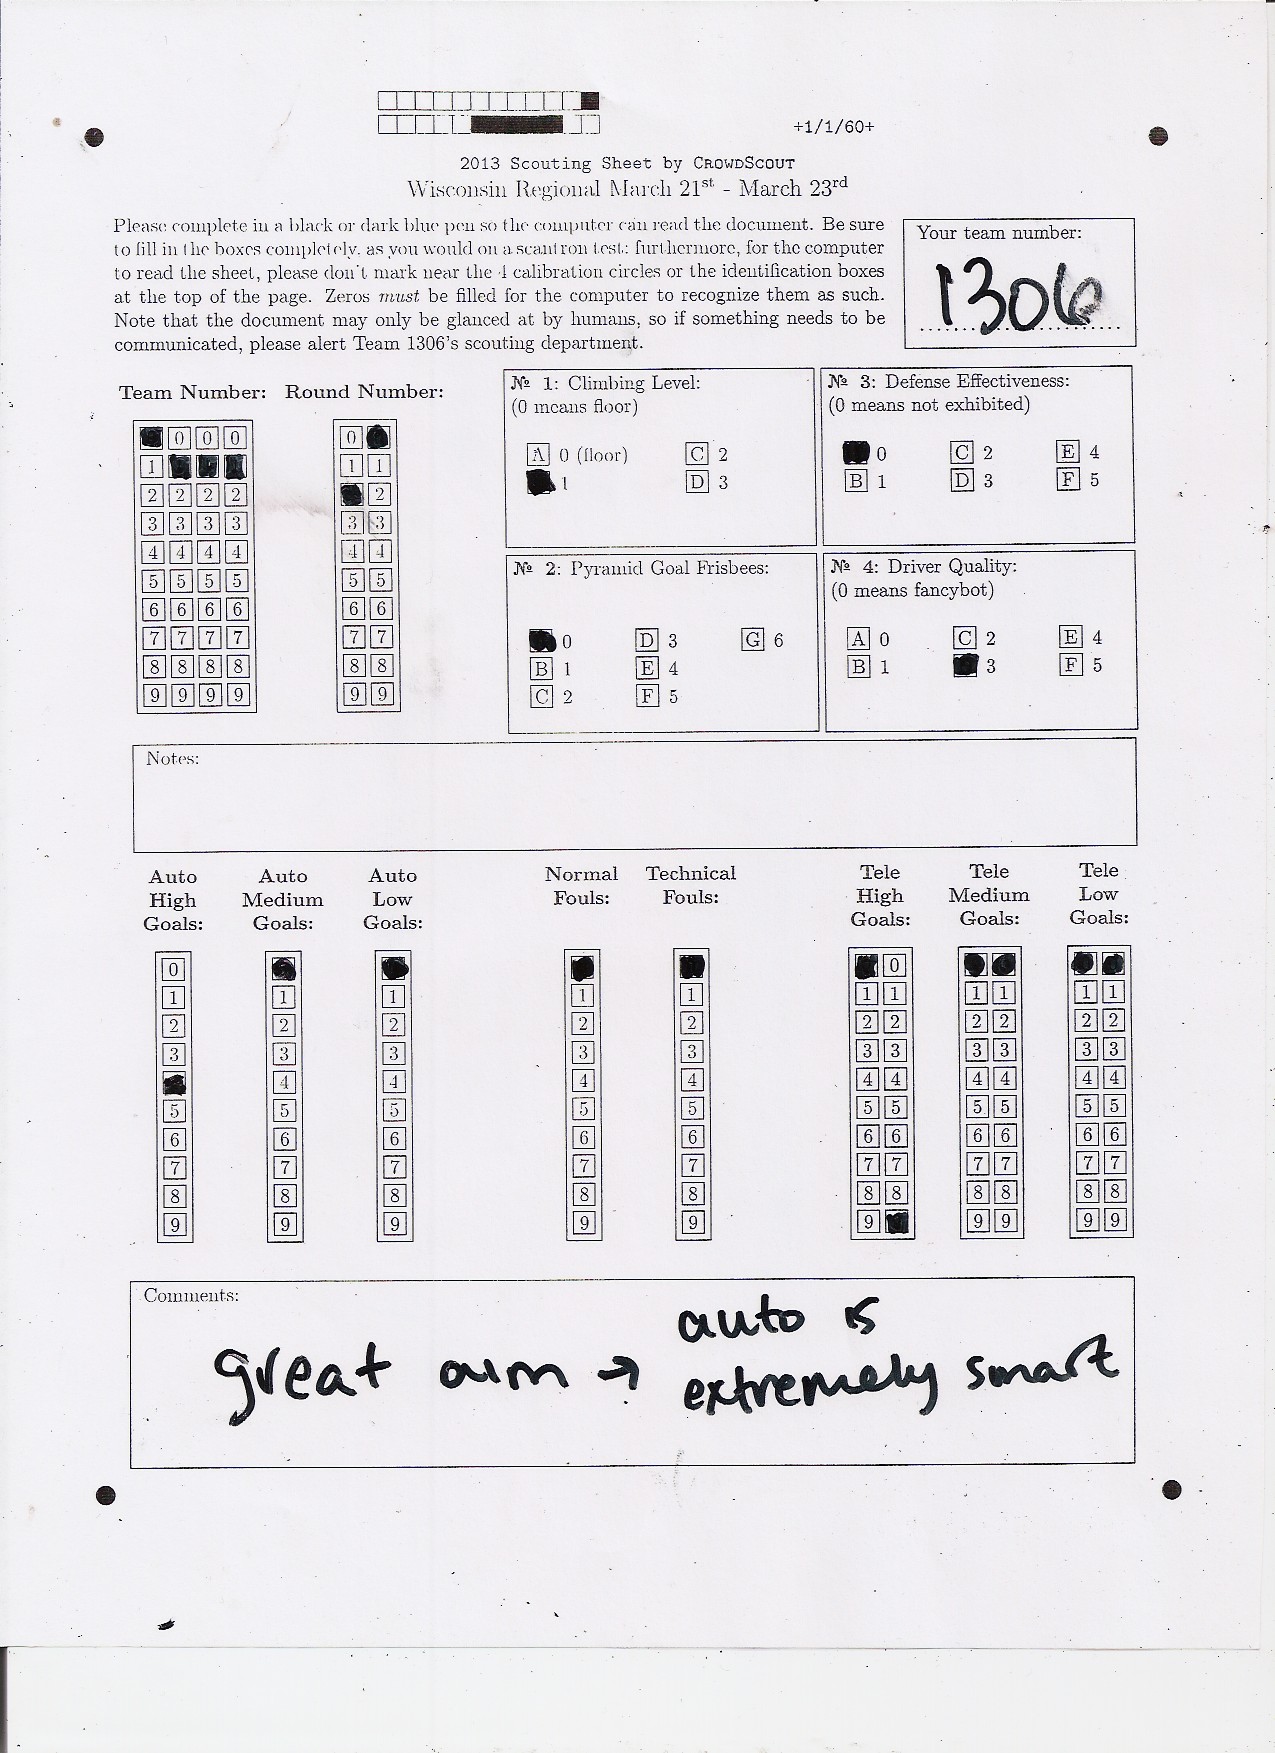 +1/1/60+
2013 Scouting Sheet by CROWDSCOUT
Wisconsin Regional March 21st - March 23rd
Please complete in a black or dark blue pen so the computer can read the document. Be sure
to fill in the boxes completely, as you would on a scantron test; furthermore, for the computer
to read the sheet, please don't mark near the 4 calibration circles or the identification boxes
at the top of the page. Zeros must be filled for the computer to recognize them as such.
Note that the document may only be glanced at by humans, so if something needs to be
communicated, please alert Team 1306's scouting department.
Your team number:
1306
Team Number: Round Number:
0 0 0 0
1 1 1
2 2 2 2 2
3 3 3 3 3 3
4 4 4 4 4 4
5 5 5 5 5 5
6 6 6 6 6 6
7 7 7 7 7 7
8 8 8 8 8 8
9 9 9 9 9 9
№ 1: Climbing Level:
(0 means floor)
A 0 (floor) C 2
1 D 3
№ 3: Defense Effectiveness:
(0 means not exhibited)
0 C 2 E 4
B 1 D 3 F 5
№ 2: Pyramid Goal Frisbees:
0 D 3 G 6
B 1 E 4
C 2 F 5
№ 4: Driver Quality:
(0 means fancybot)
A 0 C 2 E 4
B 1 3 F 5
Notes:
Auto High Goals: Auto Medium Goals: Auto Low Goals: Normal Fouls: Technical Fouls: Tele High Goals: Tele Medium Goals: Tele Low Goals:
0 0
1 1 1 1 1 1 1 1 1 1 1
2 2 2 2 2 2 2 2 2 2 2
3 3 3 3 3 3 3 3 3 3 3
4 4 4 4 4 4 4 4 4 4
5 5 5 5 5 5 5 5 5 5 5
6 6 6 6 6 6 6 6 6 6 6
7 7 7 7 7 7 7 7 7 7 7
8 8 8 8 8 8 8 8 8 8 8
9 9 9 9 9 9 9 9 9 9
Comments:
great aim → auto is
extremely smart